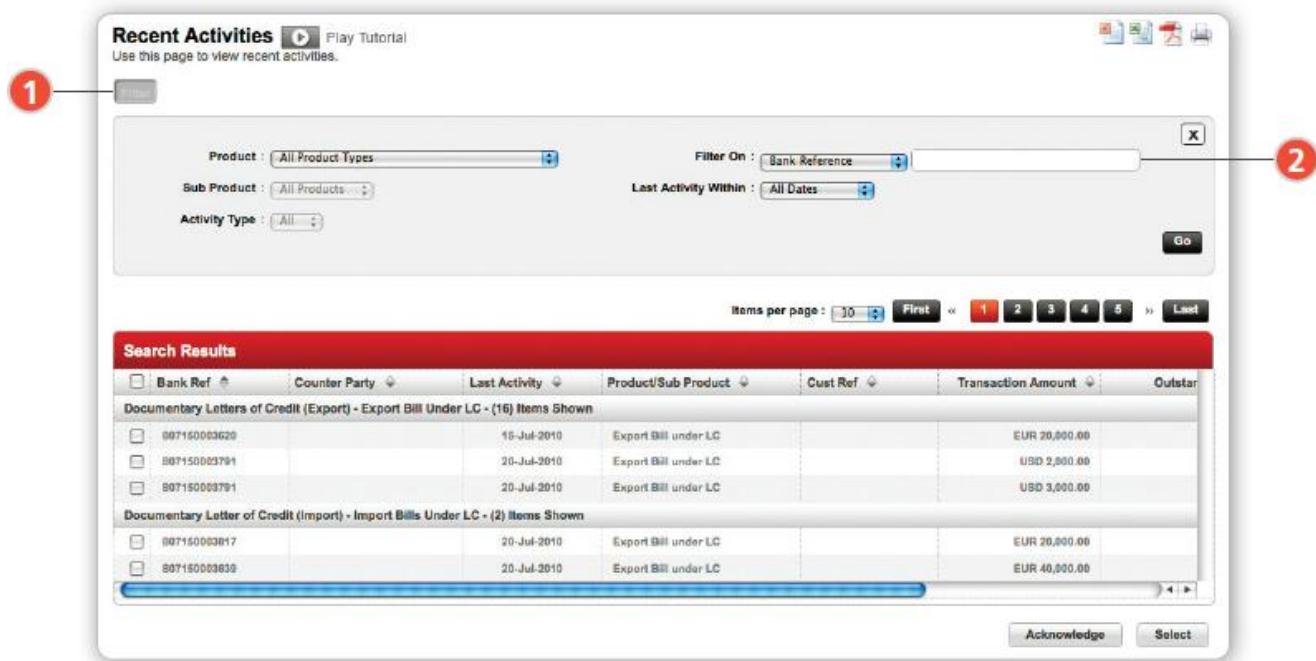 Recent Activities Play Tutorial
Use this page to view recent activities.
1
Filter
X
Product : All Product Types Filter On : Bank Reference
2
Sub Product : All Products Last Activity Within : All Dates
Activity Type : All
Go
Items per page : 10 First « 1 2 3 4 5 » Last
Search Results
Bank Ref Counter Party Last Activity Product/Sub Product Cust Ref Transaction Amount Outstan
Documentary Letters of Credit (Export) - Export Bill Under LC - (16) Items Shown
807150003620 15-Jul-2010 Export Bill under LC EUR 20,000.00
807150003791 20-Jul-2010 Export Bill under LC USD 2,000.00
807150003791 20-Jul-2010 Export Bill under LC USD 3,000.00
Documentary Letter of Credit (Import) - Import Bills Under LC - (2) Items Shown
807150003817 20-Jul-2010 Export Bill under LC EUR 20,000.00
807150003839 20-Jul-2010 Export Bill under LC EUR 40,000.00
Acknowledge Select